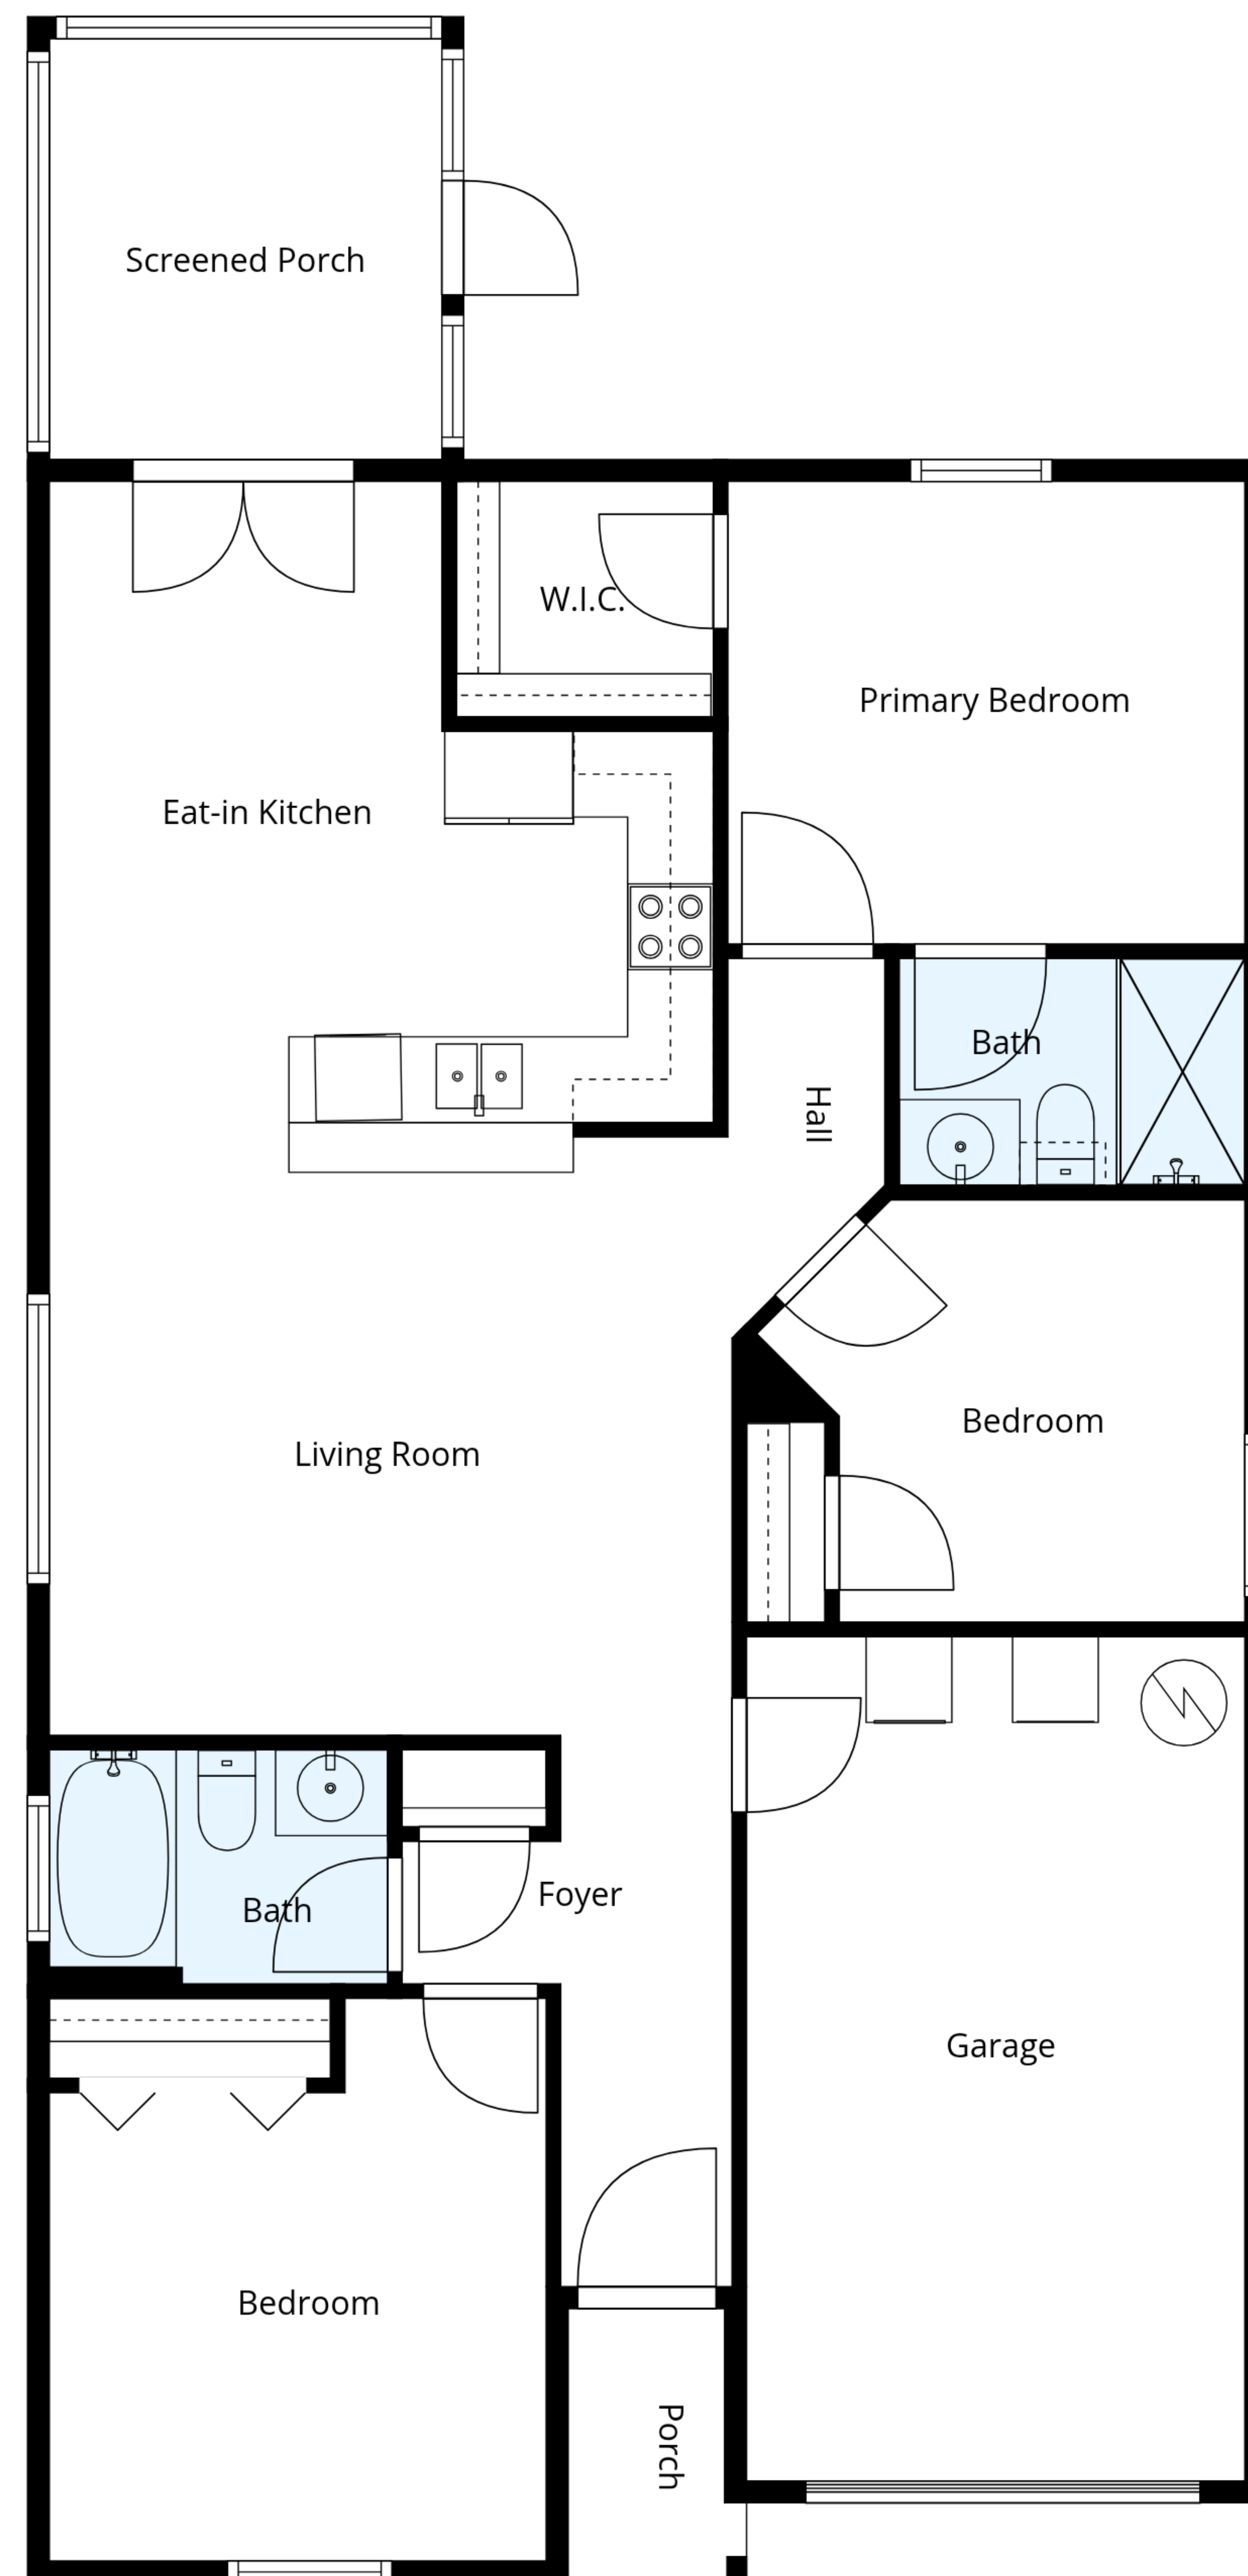 Screened Porch
W.I.C.
Primary Bedroom
Eat-in Kitchen
Bath
Hall
Bedroom
Living Room
Foyer
Bath
Garage
Bedroom
Porch